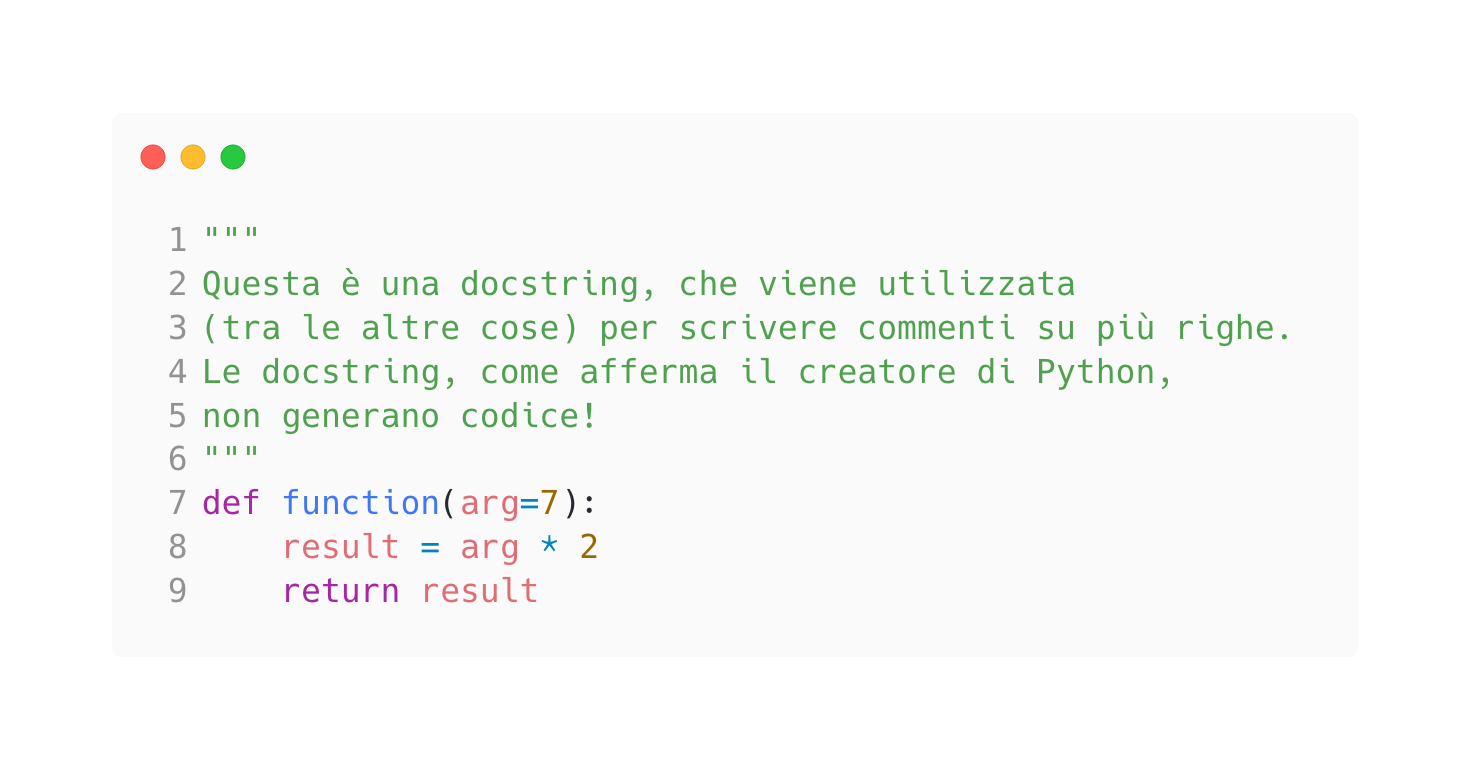 1 """
2 Questa è una docstring, che viene utilizzata
3 (tra le altre cose) per scrivere commenti su più righe.
4 Le docstring, come afferma il creatore di Python,
5 non generano codice!
6 """
7 def function(arg=7):
8     result = arg * 2
9     return result